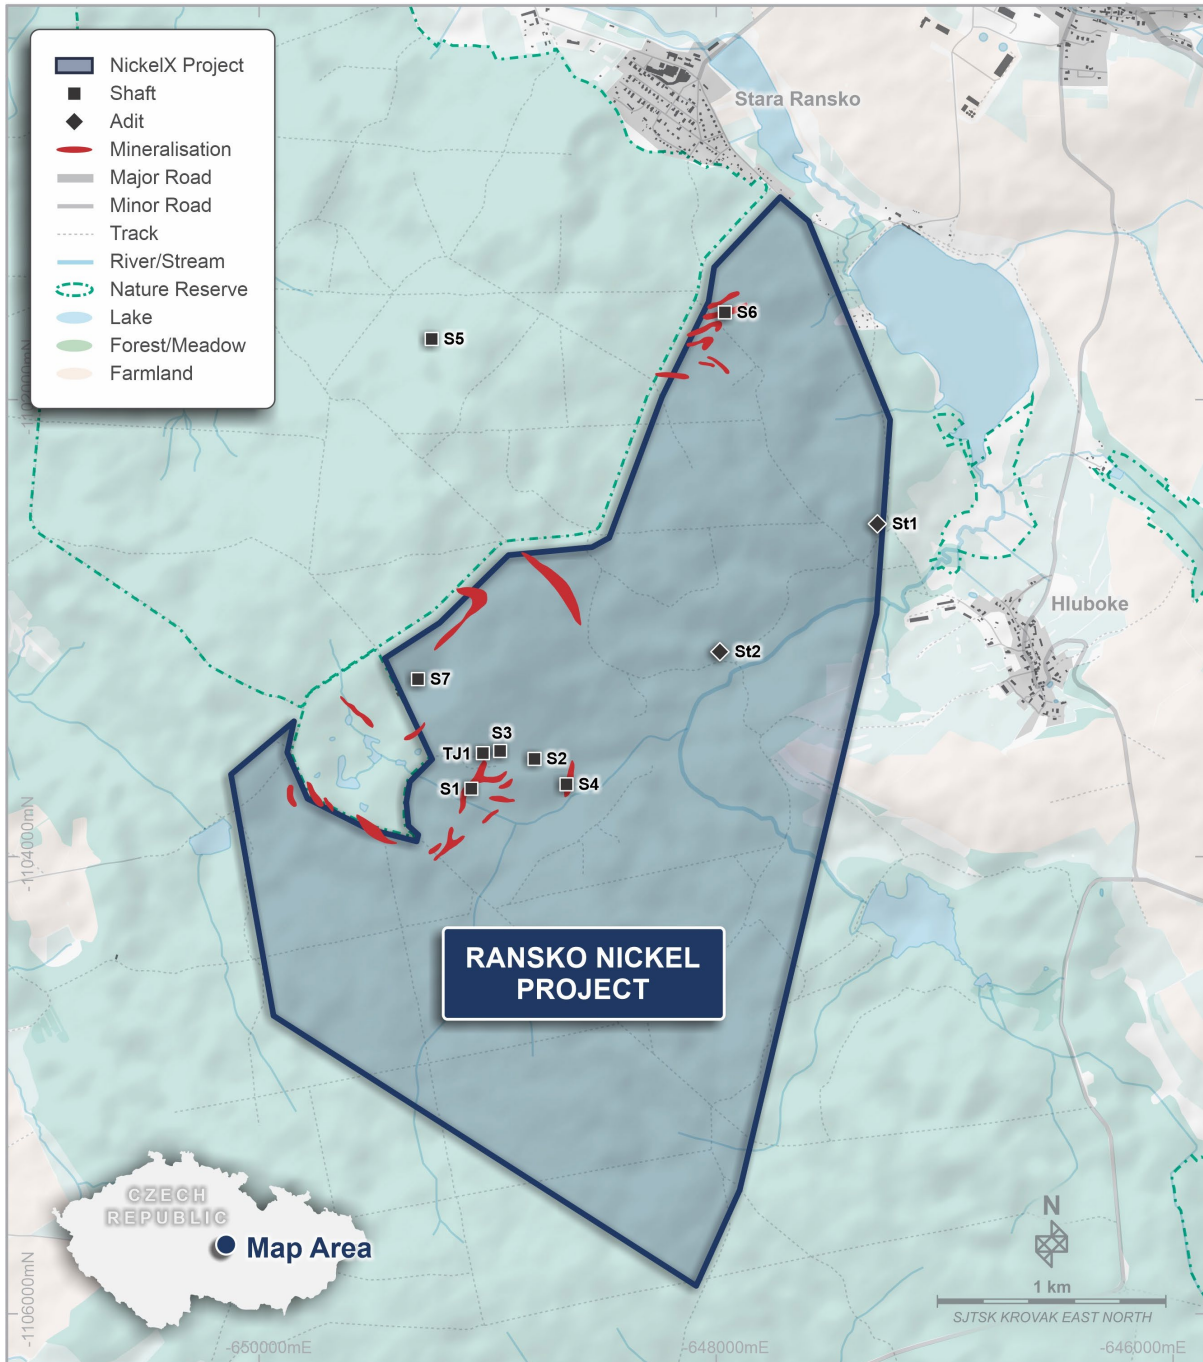 NickelX Project
Shaft
Adit
Mineralisation
Major Road
Minor Road
Track
River/Stream
Nature Reserve
Lake
Forest/Meadow
Farmland
Stara Ransko
S6
S5
St1
Hluboke
St2
S7
S3
TJ1
S2
S1
S4
RANSKO NICKEL
PROJECT
-1104000mN
-1106000mN
CZECH
REPUBLIC
Map Area
N
1 km
SJTSK KROVAK EAST NORTH
-650000mE
-648000mE
-646000mE